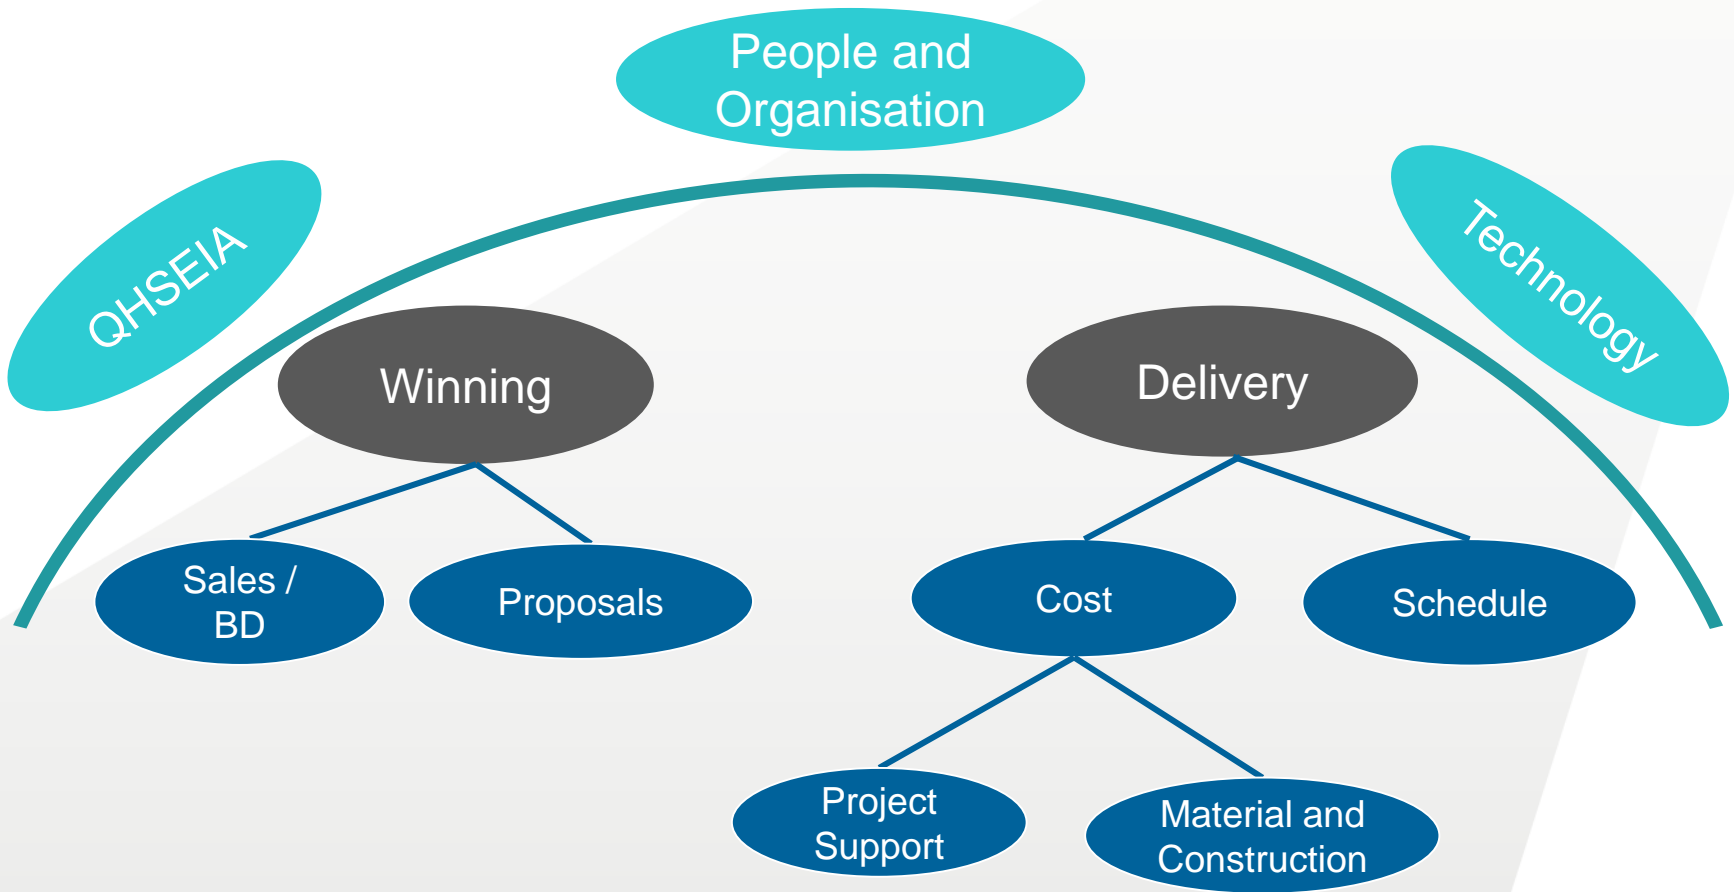 People and
Organisation
QHSEIA
Technology
Winning
Delivery
Sales /
BD
Proposals
Cost
Schedule
Project
Support
Material and
Construction